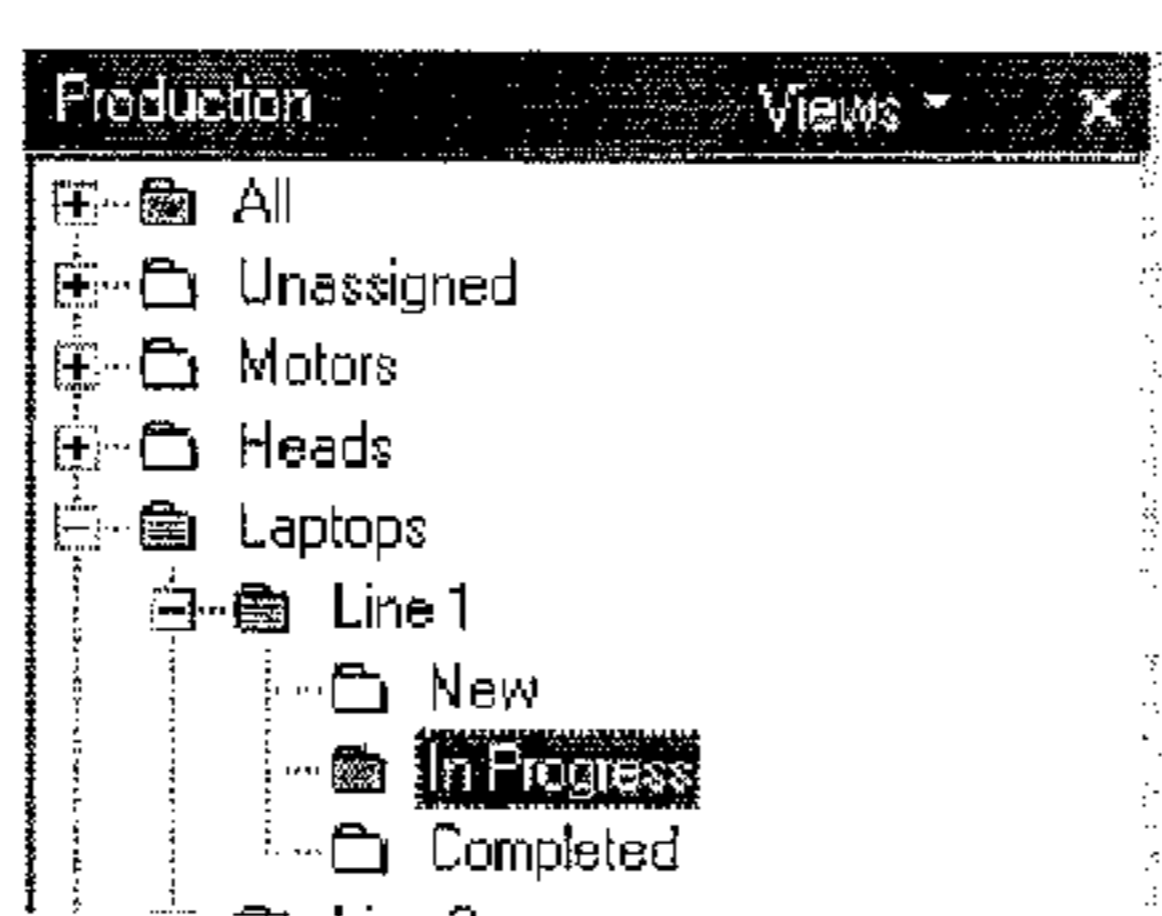 Production Views
All
Unassigned
Motors
Heads
Laptops
Line 1
New
In Progress
Completed